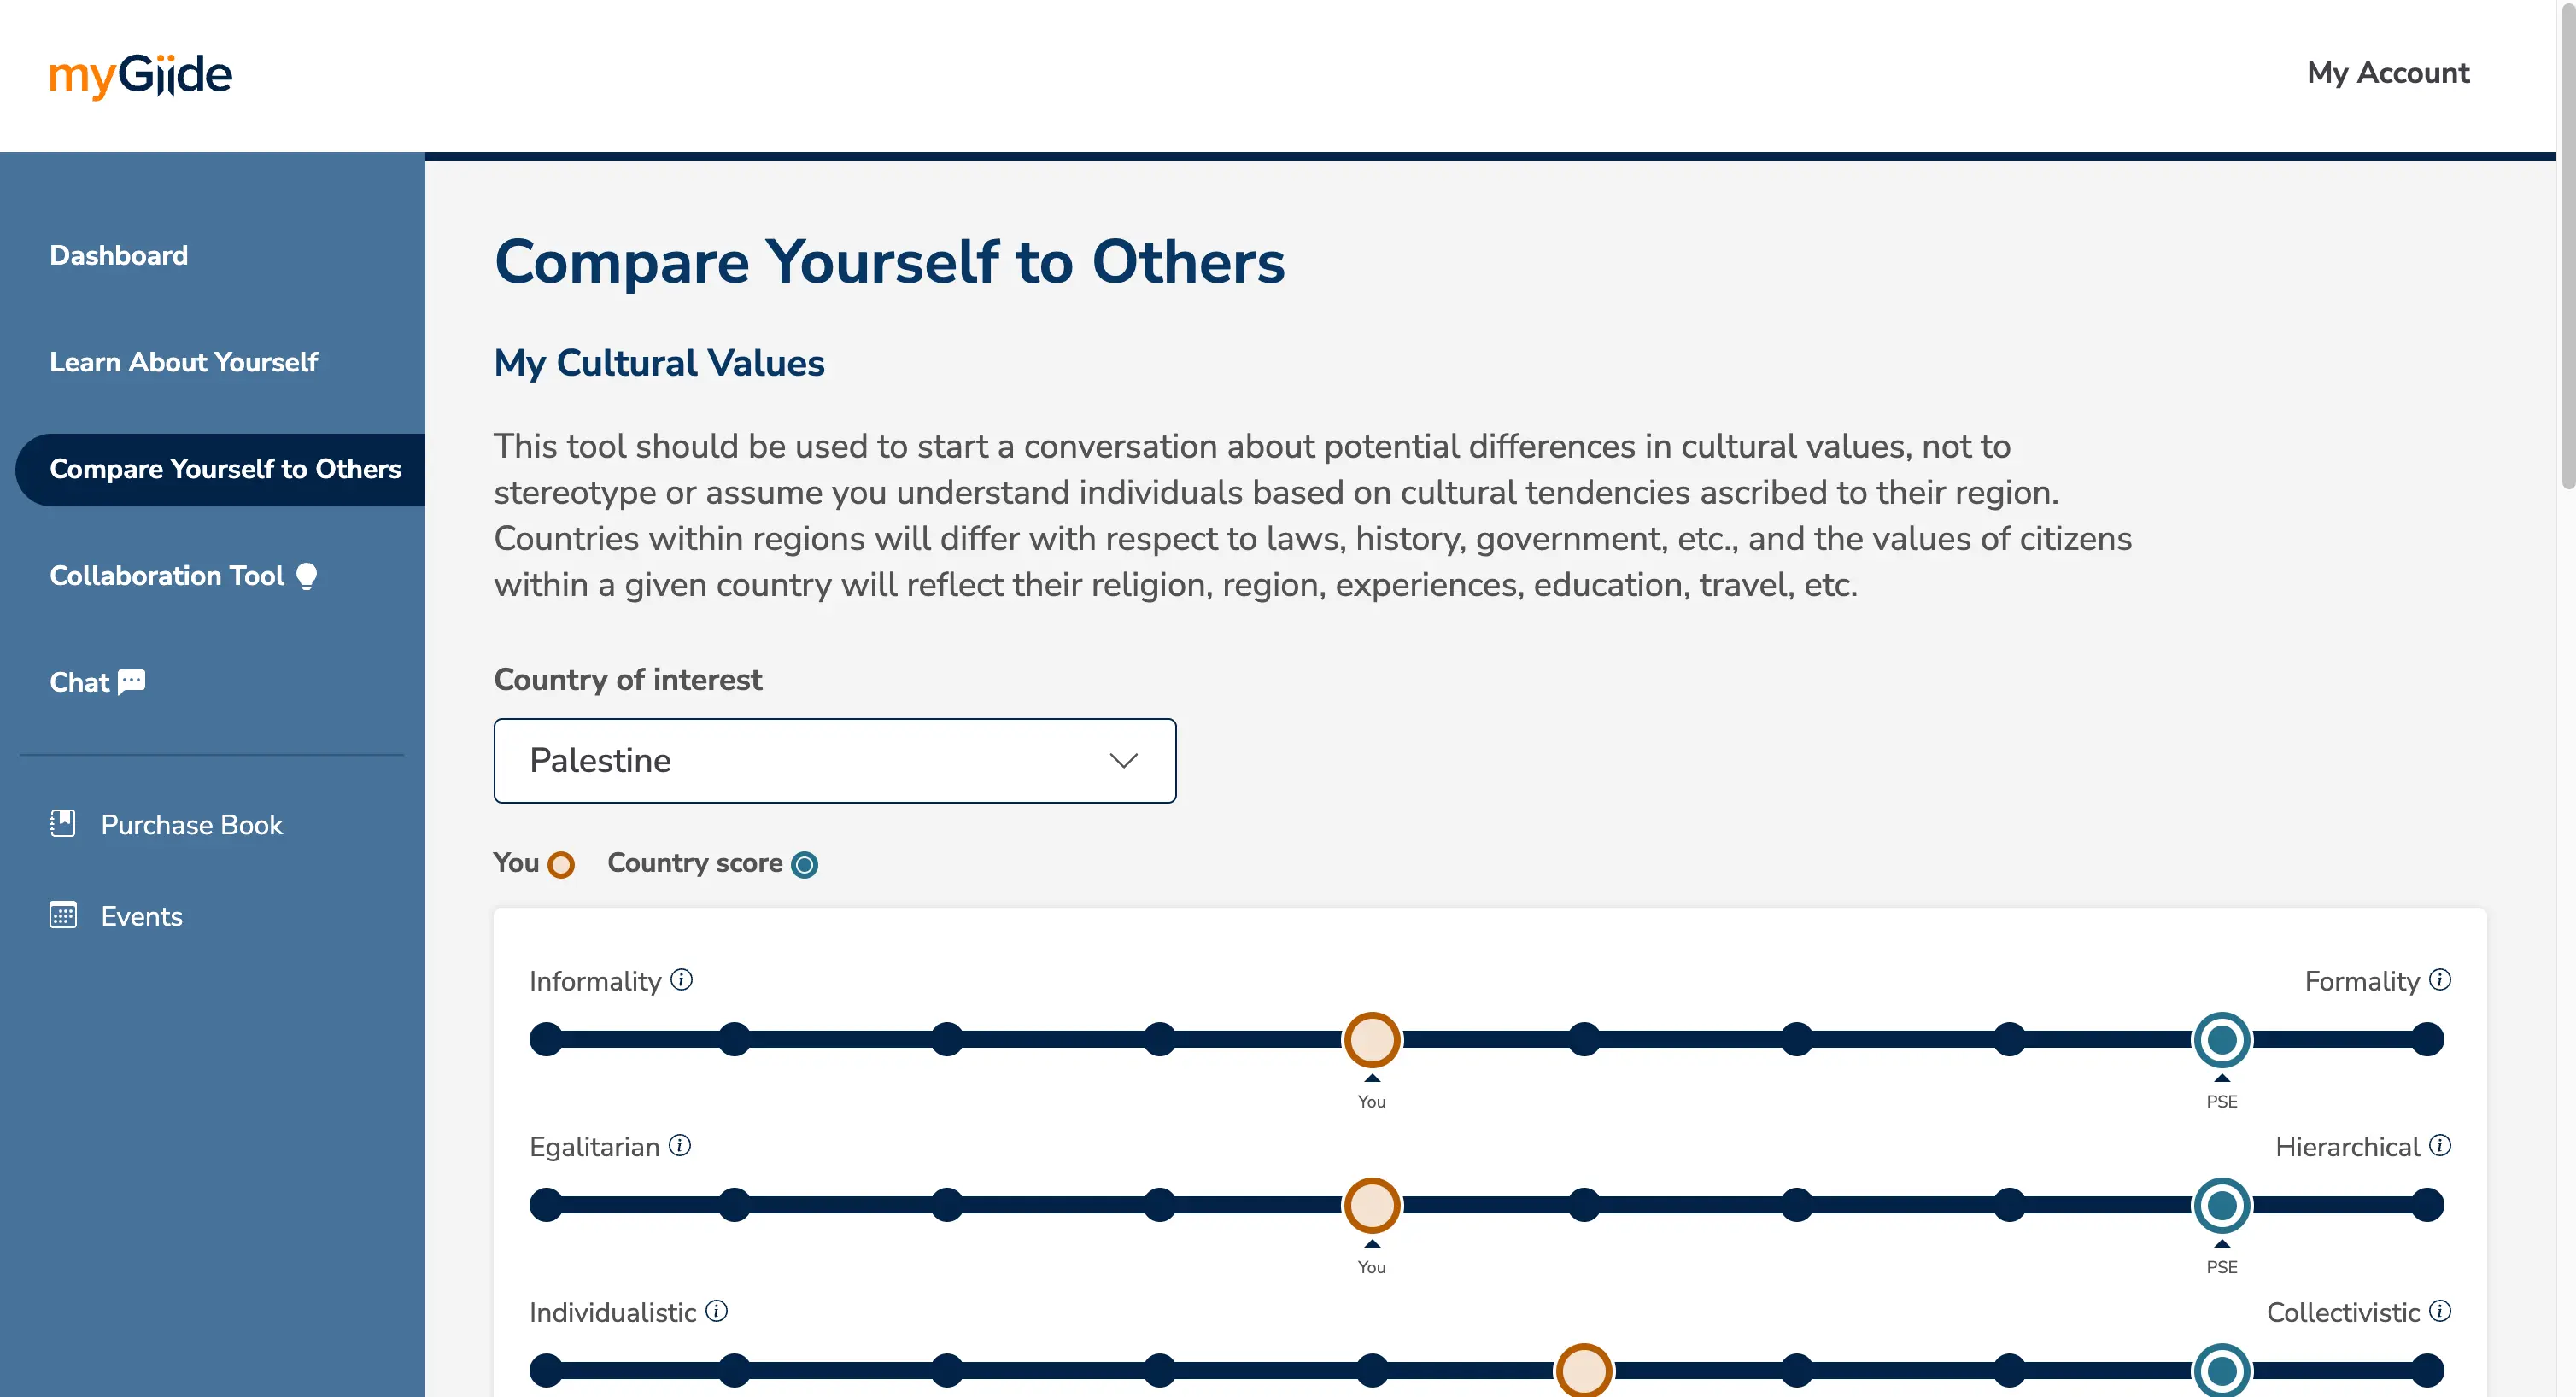 myGiide
My Account
Dashboard
Learn About Yourself
Compare Yourself to Others
Collaboration Tool
Chat
Purchase Book
Events
Compare Yourself to Others
My Cultural Values
This tool should be used to start a conversation about potential differences in cultural values, not to
stereotype or assume you understand individuals based on cultural tendencies ascribed to their region.
Countries within regions will differ with respect to laws, history, government, etc., and the values of citizens
within a given country will reflect their religion, region, experiences, education, travel, etc.
Country of interest
Palestine
You Country score
Informality Formality
You PSE
Egalitarian Hierarchical
You PSE
Individualistic Collectivistic